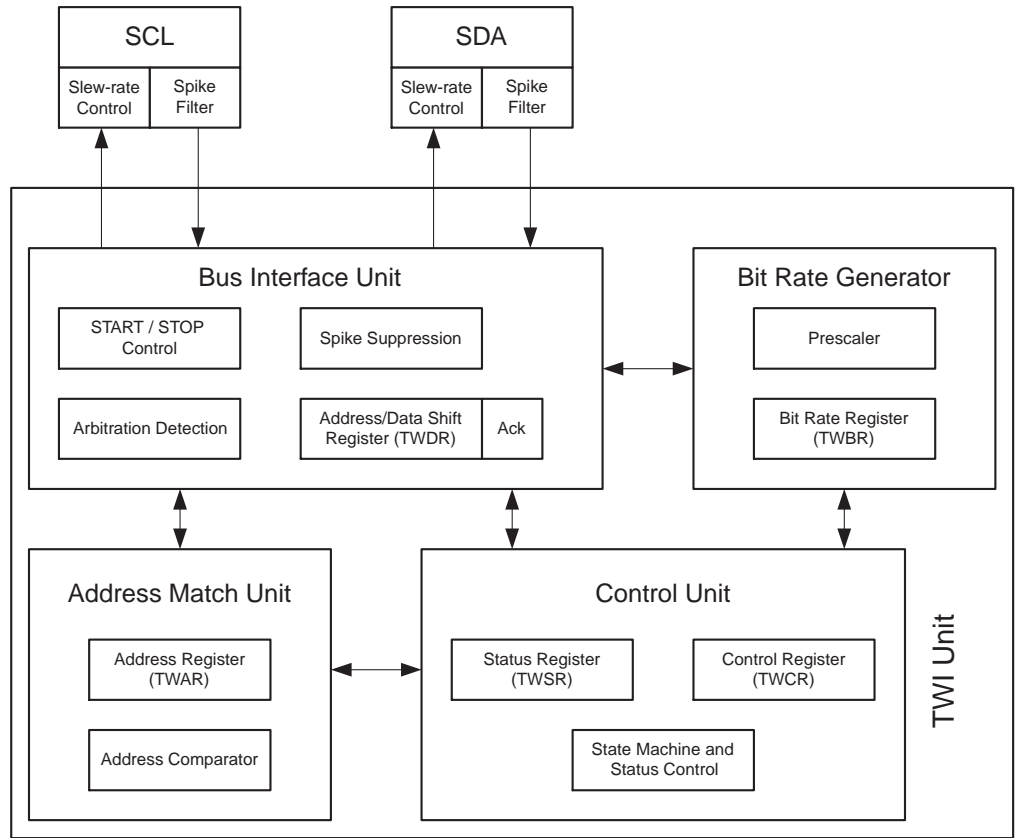 SCL
Slew-rate
Control
Spike
Filter
SDA
Slew-rate
Control
Spike
Filter
Bus Interface Unit
START / STOP
Control
Spike Suppression
Arbitration Detection
Address/Data Shift
Register (TWDR)
Ack
Bit Rate Generator
Prescaler
Bit Rate Register
(TWBR)
Address Match Unit
Address Register
(TWAR)
Address Comparator
Control Unit
Status Register
(TWSR)
Control Register
(TWCR)
State Machine and
Status Control
TWI Unit